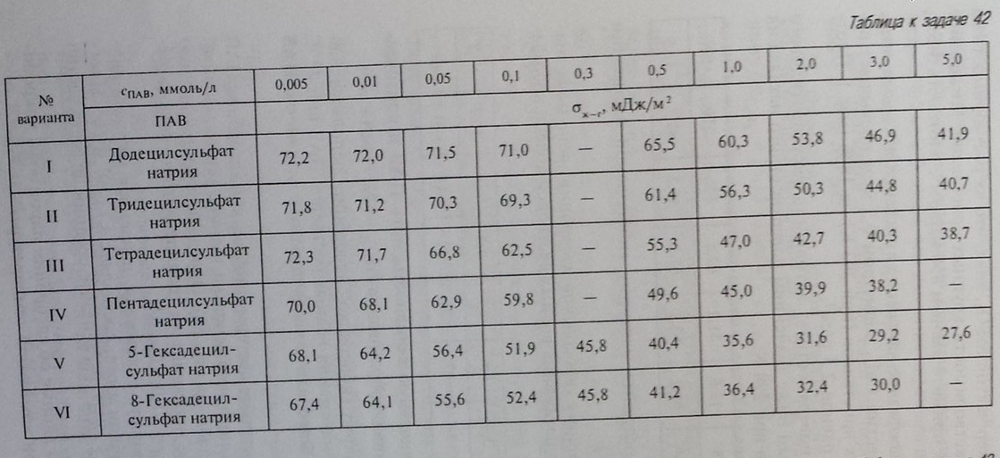 Таблица к задаче 42
№ варианта | c_ПАВ, ммоль/л | 0,005 | 0,01 | 0,05 | 0,1 | 0,3 | 0,5 | 1,0 | 2,0 | 3,0 | 5,0
ПАВ | σ_ж–г, мДж/м²
I | Додецилсульфат натрия | 72,2 | 72,0 | 71,5 | 71,0 | — | 65,5 | 60,3 | 53,8 | 46,9 | 41,9
II | Тридецилсульфат натрия | 71,8 | 71,2 | 70,3 | 69,3 | — | 61,4 | 56,3 | 50,3 | 44,8 | 40,7
III | Тетрадецилсульфат натрия | 72,3 | 71,7 | 66,8 | 62,5 | — | 55,3 | 47,0 | 42,7 | 40,3 | 38,7
IV | Пентадецилсульфат натрия | 70,0 | 68,1 | 62,9 | 59,8 | — | 49,6 | 45,0 | 39,9 | 38,2 | —
V | 5-Гексадецил-сульфат натрия | 68,1 | 64,2 | 56,4 | 51,9 | 45,8 | 40,4 | 35,6 | 31,6 | 29,2 | 27,6
VI | 8-Гексадецил-сульфат натрия | 67,4 | 64,1 | 55,6 | 52,4 | 45,8 | 41,2 | 36,4 | 32,4 | 30,0 | —